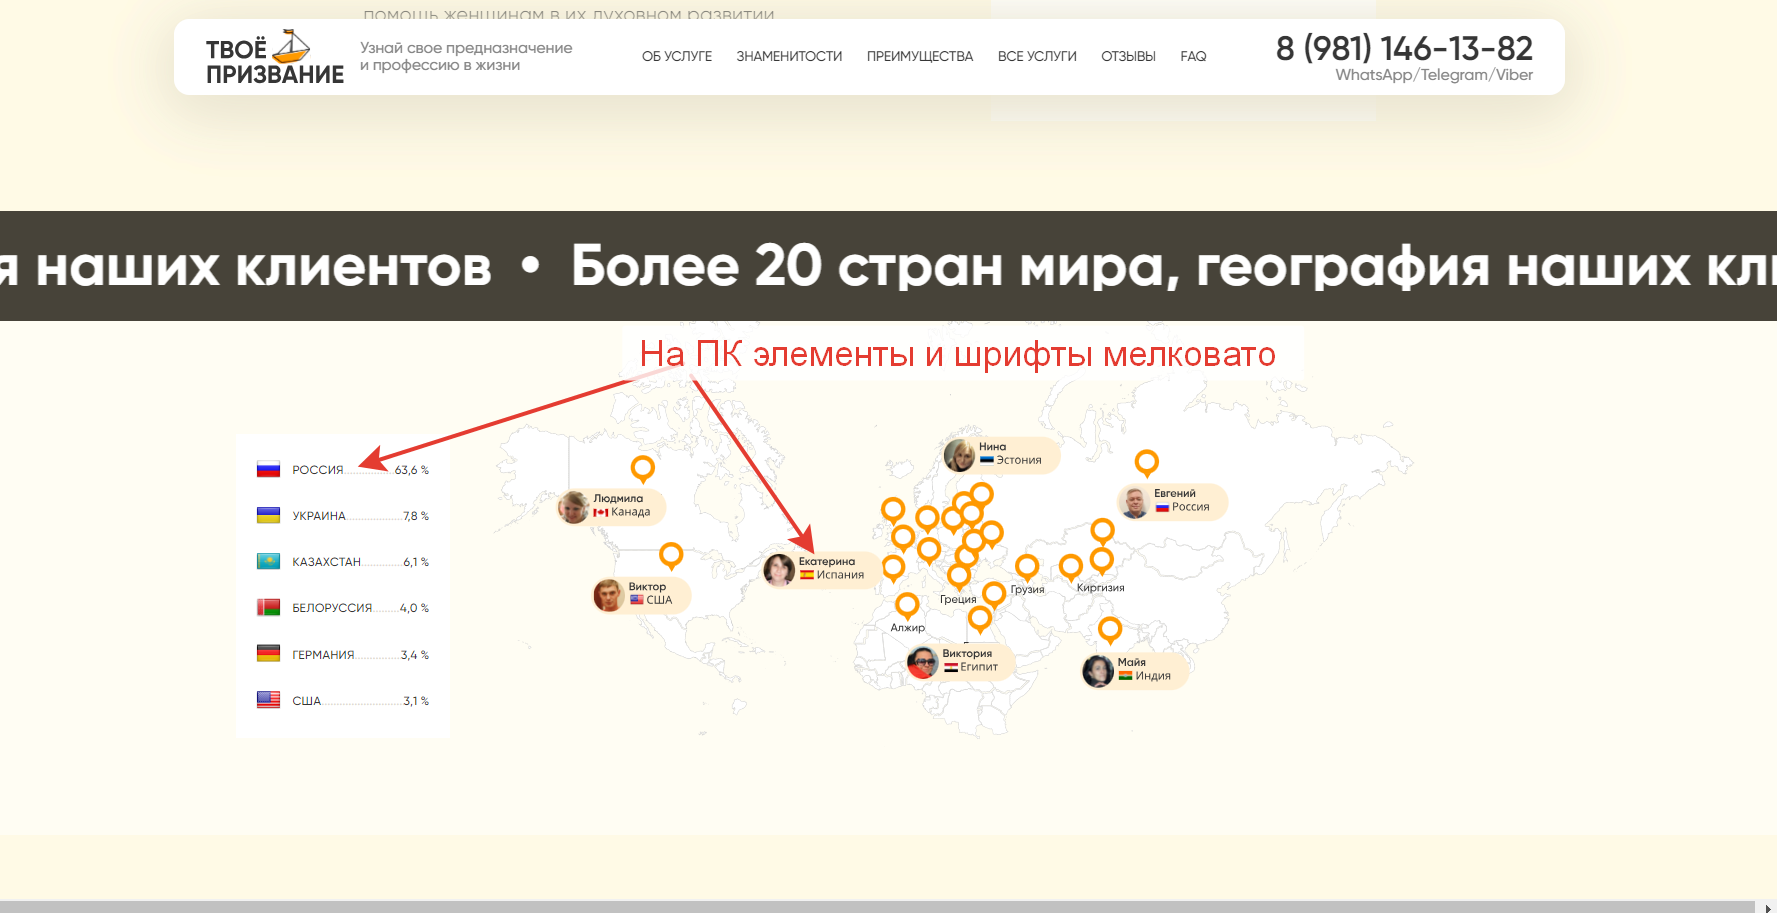 помощь женщинам в их духовном развитии
ТВОЁ
ПРИЗВАНИЕ
Узнай свое предназначение
и профессию в жизни
ОБ УСЛУГЕ
ЗНАМЕНИТОСТИ
ПРЕИМУЩЕСТВА
ВСЕ УСЛУГИ
ОТЗЫВЫ
FAQ
8 (981) 146-13-82
WhatsApp/Telegram/Viber
я наших клиентов • Более 20 стран мира, география наших кли
На ПК элементы и шрифты мелковато
РОССИЯ 63,6 %
УКРАИНА 7,8 %
КАЗАХСТАН 6,1 %
БЕЛОРУССИЯ 4,0 %
ГЕРМАНИЯ 3,4 %
США 3,1 %
Нина
Эстония
Людмила
Канада
Евгений
Россия
Екатерина
Испания
Виктор
США
Греция
Грузия
Киргизия
Алжир
Виктория
Египит
Майя
Индия